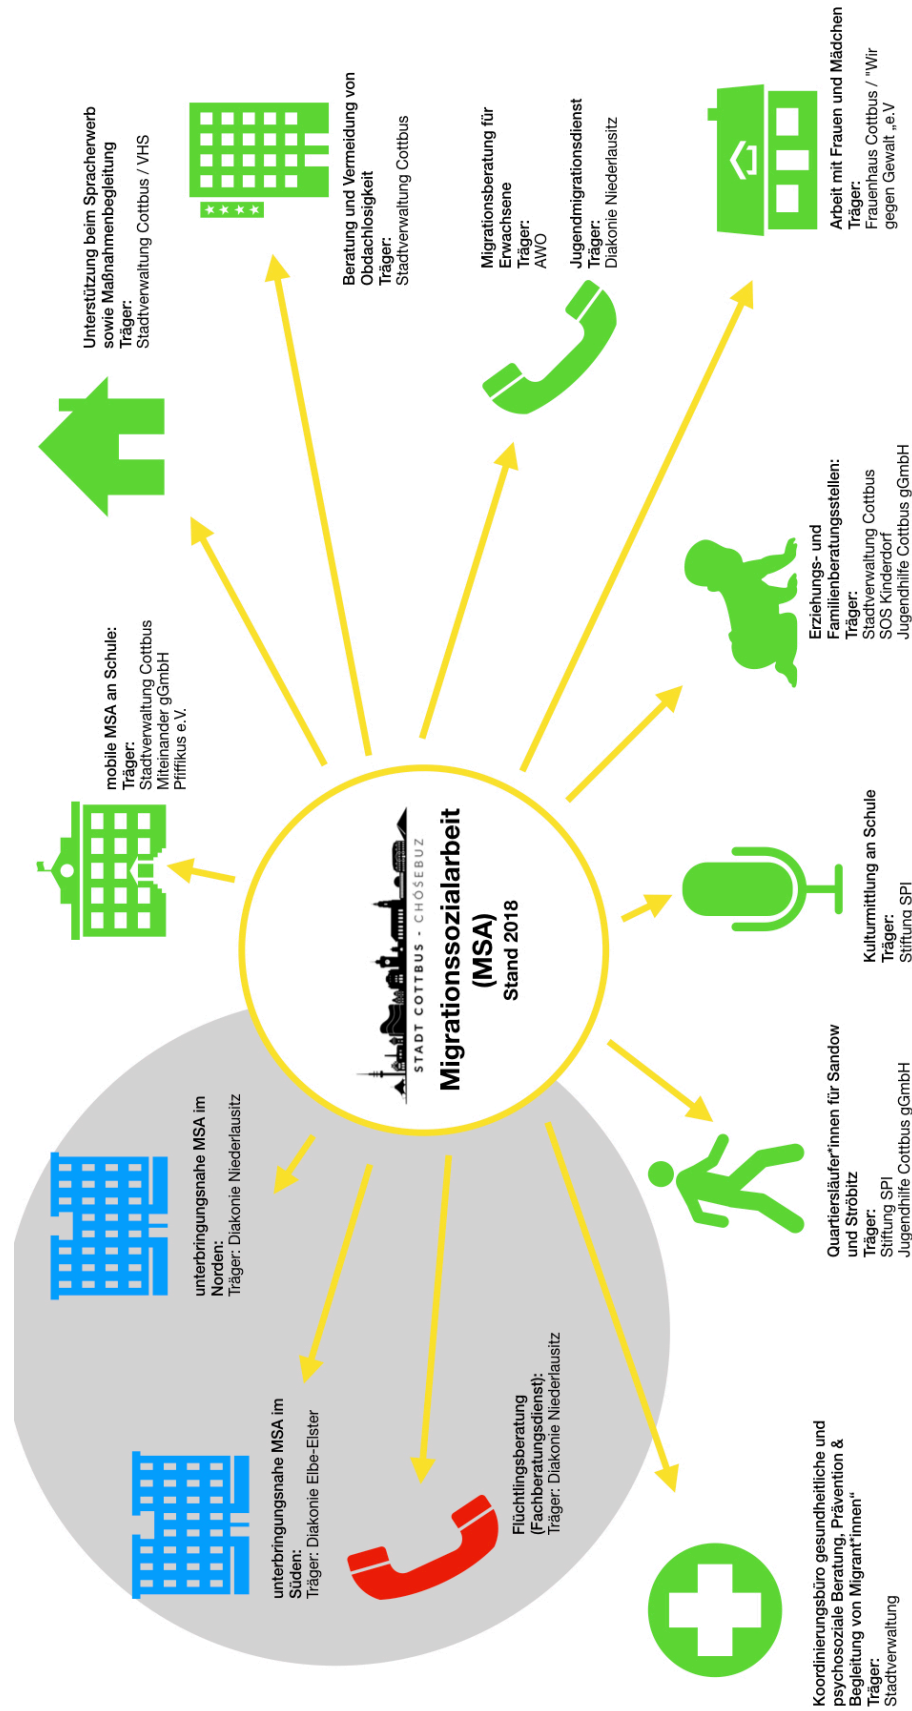 STADT COTTBUS - CHÓŚEBUZ
Migrationssozialarbeit
(MSA)
Stand 2018
unterbringungsnahe MSA im
Süden:
Träger: Diakonie Elbe-Elster
unterbringungsnahe MSA im
Norden:
Träger: Diakonie Niederlausitz
mobile MSA an Schule:
Träger:
Stadtverwaltung Cottbus
Miteinander gGmbH
Pfiffikus e.V.
Unterstützung beim Spracherwerb
sowie Maßnahmenbegleitung
Träger:
Stadtverwaltung Cottbus / VHS
Beratung und Vermeidung von
Obdachlosigkeit
Träger:
Stadtverwaltung Cottbus
Migrationsberatung für
Erwachsene
Träger:
AWO
Jugendmigrationsdienst
Träger:
Diakonie Niederlausitz
Flüchtlingsberatung
(Fachberatungsdienst):
Träger: Diakonie Niederlausitz
Koordinierungsbüro gesundheitliche und
psychosoziale Beratung, Prävention &
Begleitung von Migrant*innen“
Träger:
Stadtverwaltung
Quartiersläufer*innen für Sandow
und Ströbitz
Träger:
Stiftung SPI
Jugendhilfe Cottbus gGmbH
Kulturmittlung an Schule
Träger:
Stiftung SPI
Erziehungs- und
Familienberatungsstellen:
Träger:
Stadtverwaltung Cottbus
SOS Kinderdorf
Jugendhilfe Cottbus gGmbH
Arbeit mit Frauen und Mädchen
Träger:
Frauenhaus Cottbus / "Wir
gegen Gewalt „e.V